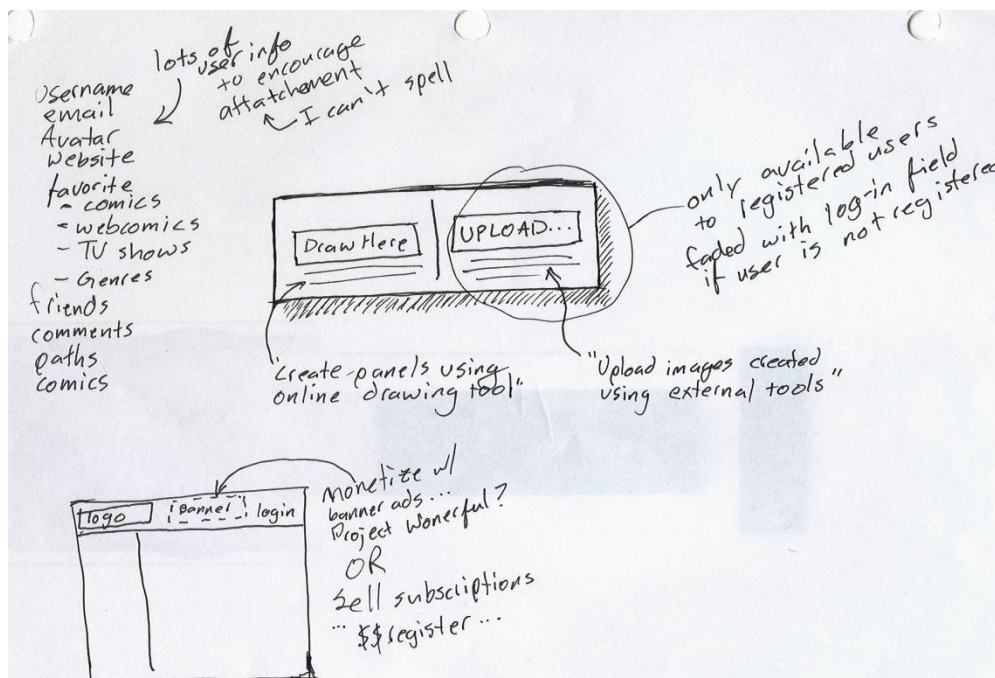 lots of
user info
to encourage
attatchement
I can't spell
Username
email
Avatar
website
favorite
- comics
- webcomics
- TV shows
- Genres
friends
comments
paths
comics
Draw Here
UPLOAD...
only available
to registered users
faded with log-in field
if user is not registered
"create panels using
online drawing tool"
"Upload images created
using external tools"
logo
Banner
login
Monetize w/
banner ads...
Project Wonerful?
OR
Sell subscriptions
... $$ register ...